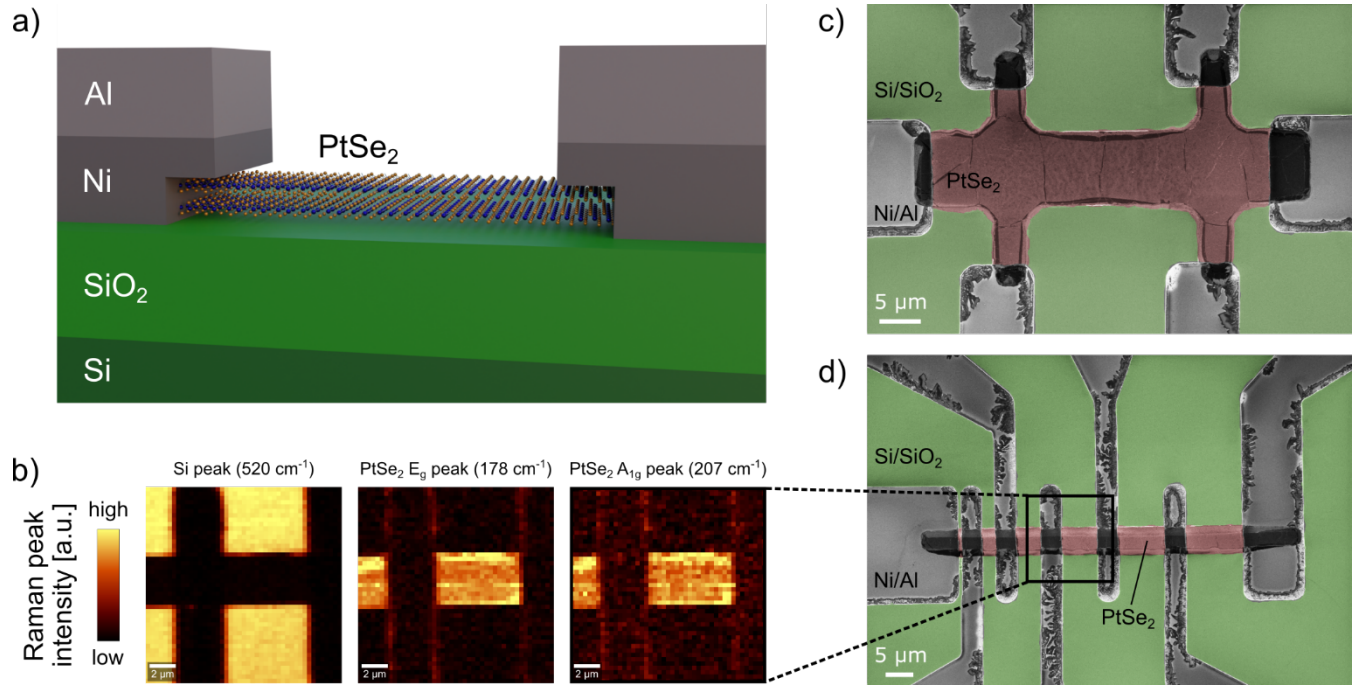 a)
Al
Ni
PtSe₂
SiO₂
Si
b)
Raman peak
intensity [a.u.]
high
low
Si peak (520 cm⁻¹)
2 μm
PtSe₂ E_g peak (178 cm⁻¹)
2 μm
PtSe₂ A₁g peak (207 cm⁻¹)
2 μm
c)
Si/SiO₂
PtSe₂
Ni/Al
5 μm
d)
Si/SiO₂
Ni/Al
PtSe₂
5 μm